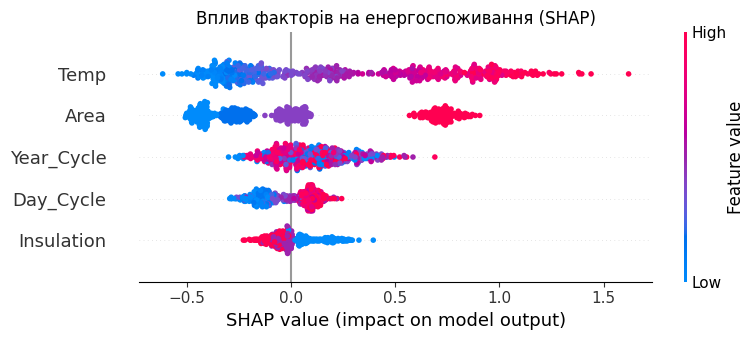 Вплив факторів на енергоспоживання (SHAP)
High
Temp
Area
Year_Cycle
Day_Cycle
Insulation
Feature value
Low
−0.5 0.0 0.5 1.0 1.5
SHAP value (impact on model output)